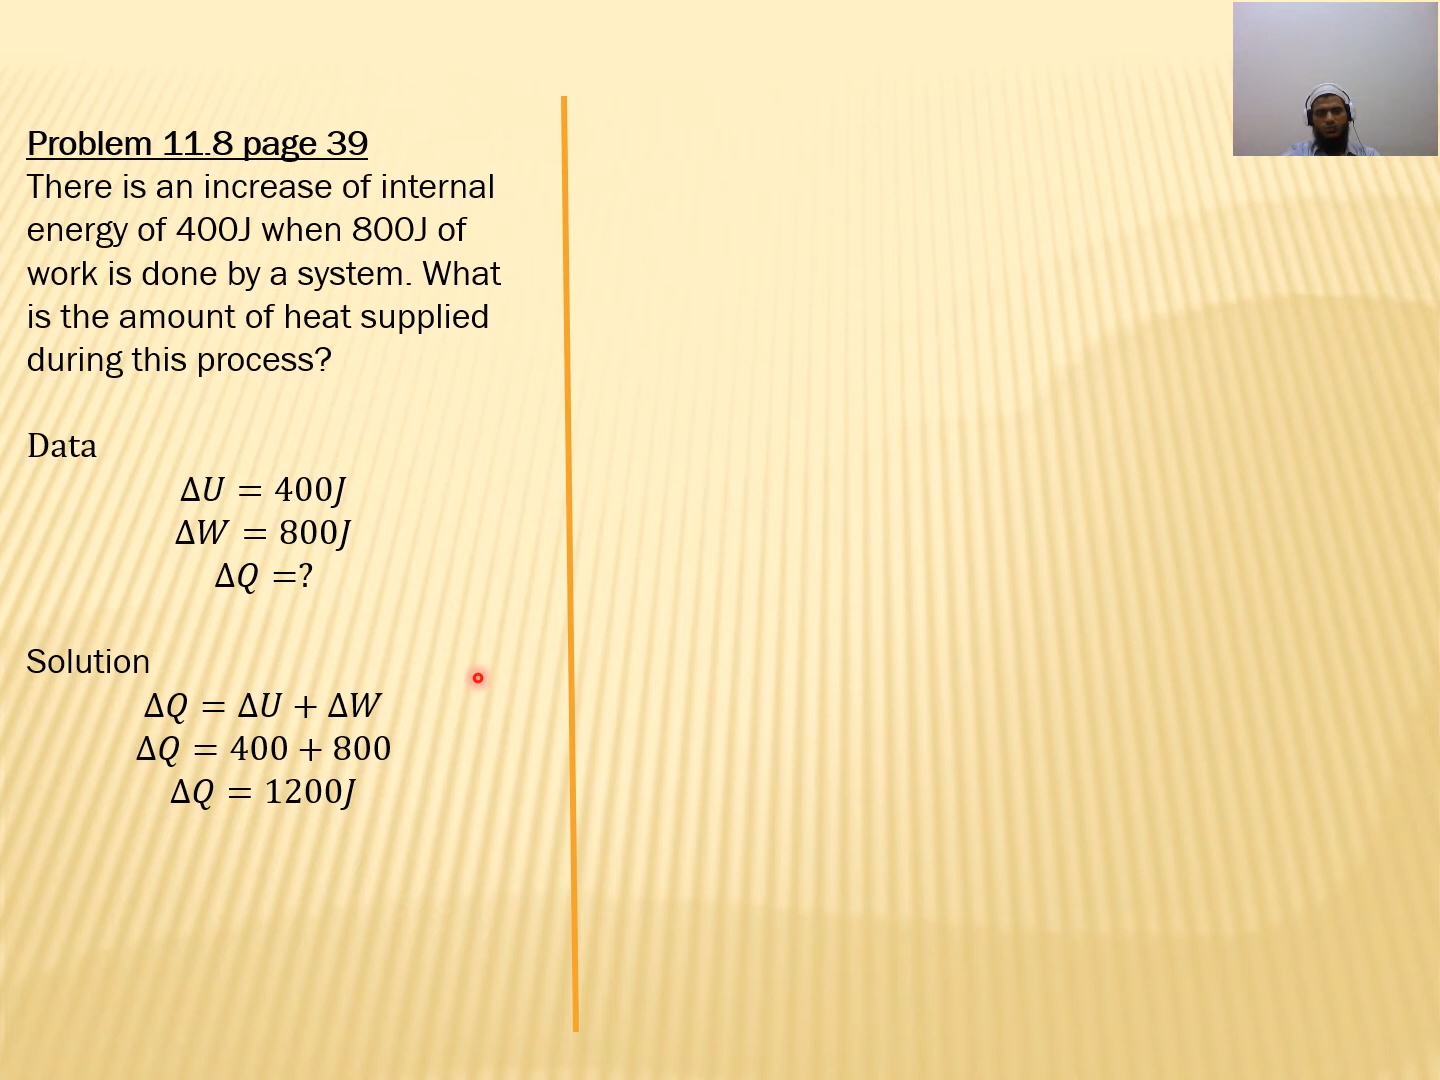 Problem 11.8 page 39
There is an increase of internal
energy of 400J when 800J of
work is done by a system. What
is the amount of heat supplied
during this process?
Data
ΔU = 400J
ΔW = 800J
ΔQ =?
Solution
ΔQ = ΔU + ΔW
ΔQ = 400 + 800
ΔQ = 1200J